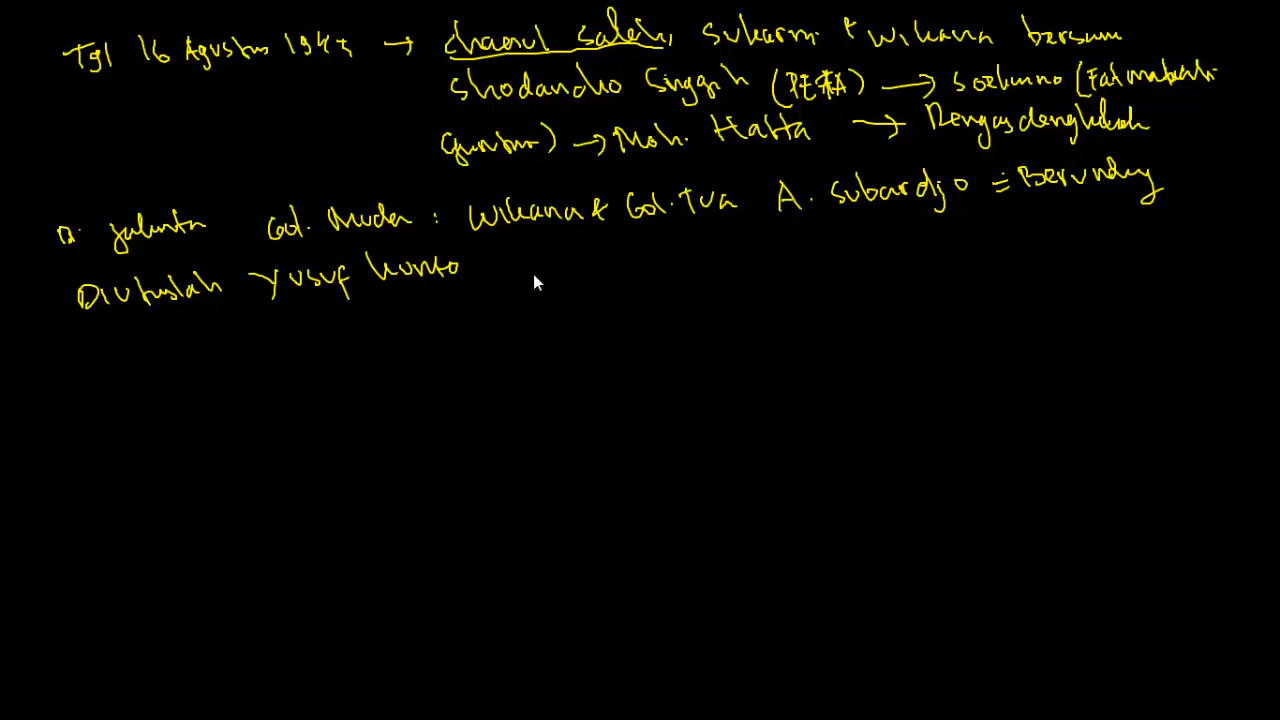 Tgl 16 Agustus 1945 → Chaerul Saleh, Sukarni & Wikana bersama
Shodancho Singgih (PETA) → Soekarno (Fatmawati
Guntur) → Moh. Hatta → Rengasdengklok
Di Jakarta Gol. Muda : Wikana & Gol. Tua A. Subardjo = Berunding
Diutuslah Yusuf Kunto